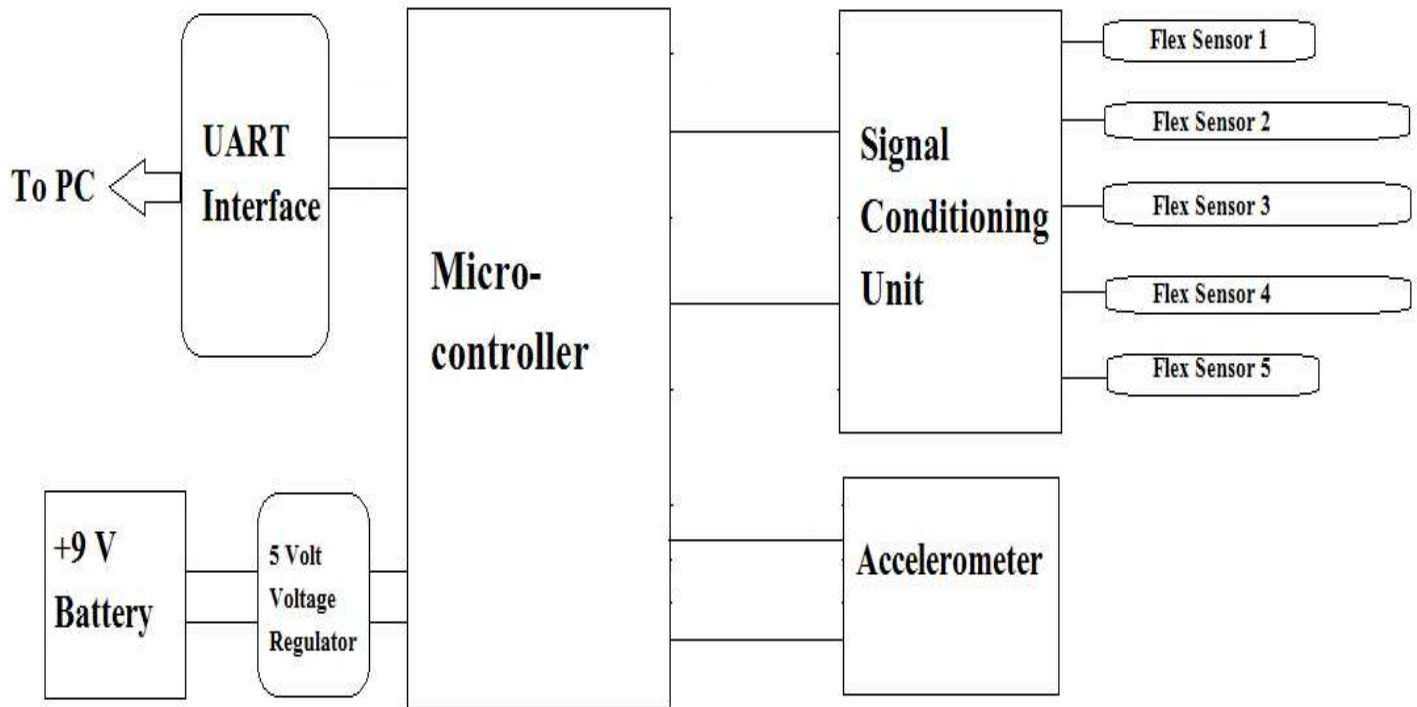 To PC
UART
Interface
Micro-
controller
Signal
Conditioning
Unit
Flex Sensor 1
Flex Sensor 2
Flex Sensor 3
Flex Sensor 4
Flex Sensor 5
+9 V
Battery
5 Volt
Voltage
Regulator
Accelerometer